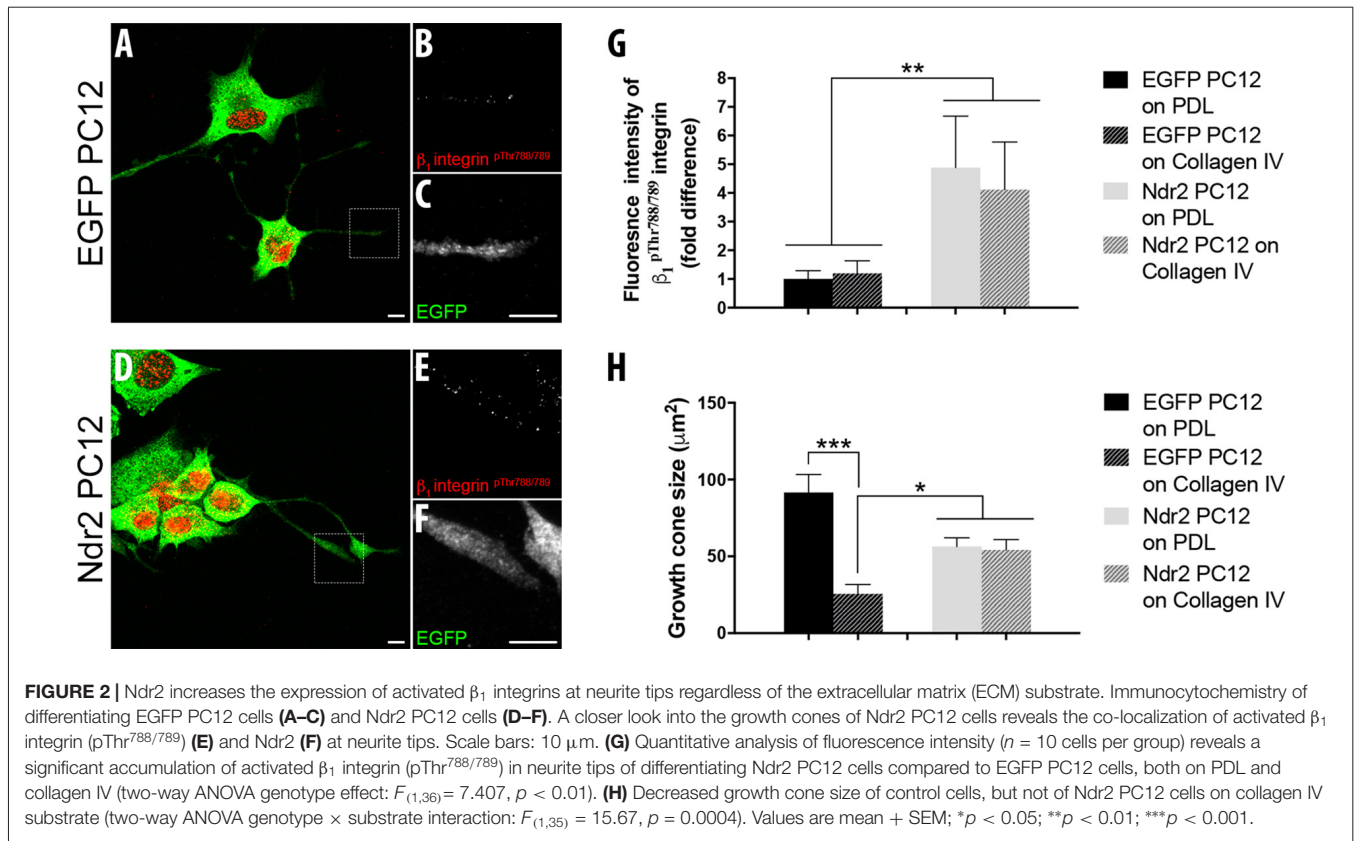 EGFP PC12
A
B
β1 integrin pThr788/789
C
EGFP
Ndr2 PC12
D
E
β1 integrin pThr788/789
F
EGFP
G
Fluoresnce intensity of
β1 pThr788/789 integrin
(fold difference)
8
7
6
5
4
3
2
1
0
**
EGFP PC12
on PDL
EGFP PC12
on Collagen IV
Ndr2 PC12
on PDL
Ndr2 PC12 on
Collagen IV
H
Growth cone size (μm²)
150
100
50
0
***
*
EGFP PC12
on PDL
EGFP PC12
on Collagen IV
Ndr2 PC12
on PDL
Ndr2 PC12
on Collagen IV
FIGURE 2 | Ndr2 increases the expression of activated β1 integrins at neurite tips regardless of the extracellular matrix (ECM) substrate. Immunocytochemistry of
differentiating EGFP PC12 cells (A–C) and Ndr2 PC12 cells (D–F). A closer look into the growth cones of Ndr2 PC12 cells reveals the co-localization of activated β1
integrin (pThr788/789) (E) and Ndr2 (F) at neurite tips. Scale bars: 10 μm. (G) Quantitative analysis of fluorescence intensity (n = 10 cells per group) reveals a
significant accumulation of activated β1 integrin (pThr788/789) in neurite tips of differentiating Ndr2 PC12 cells compared to EGFP PC12 cells, both on PDL and
collagen IV (two-way ANOVA genotype effect: F(1,36)= 7.407, p < 0.01). (H) Decreased growth cone size of control cells, but not of Ndr2 PC12 cells on collagen IV
substrate (two-way ANOVA genotype × substrate interaction: F(1,35) = 15.67, p = 0.0004). Values are mean + SEM; *p < 0.05; **p < 0.01; ***p < 0.001.